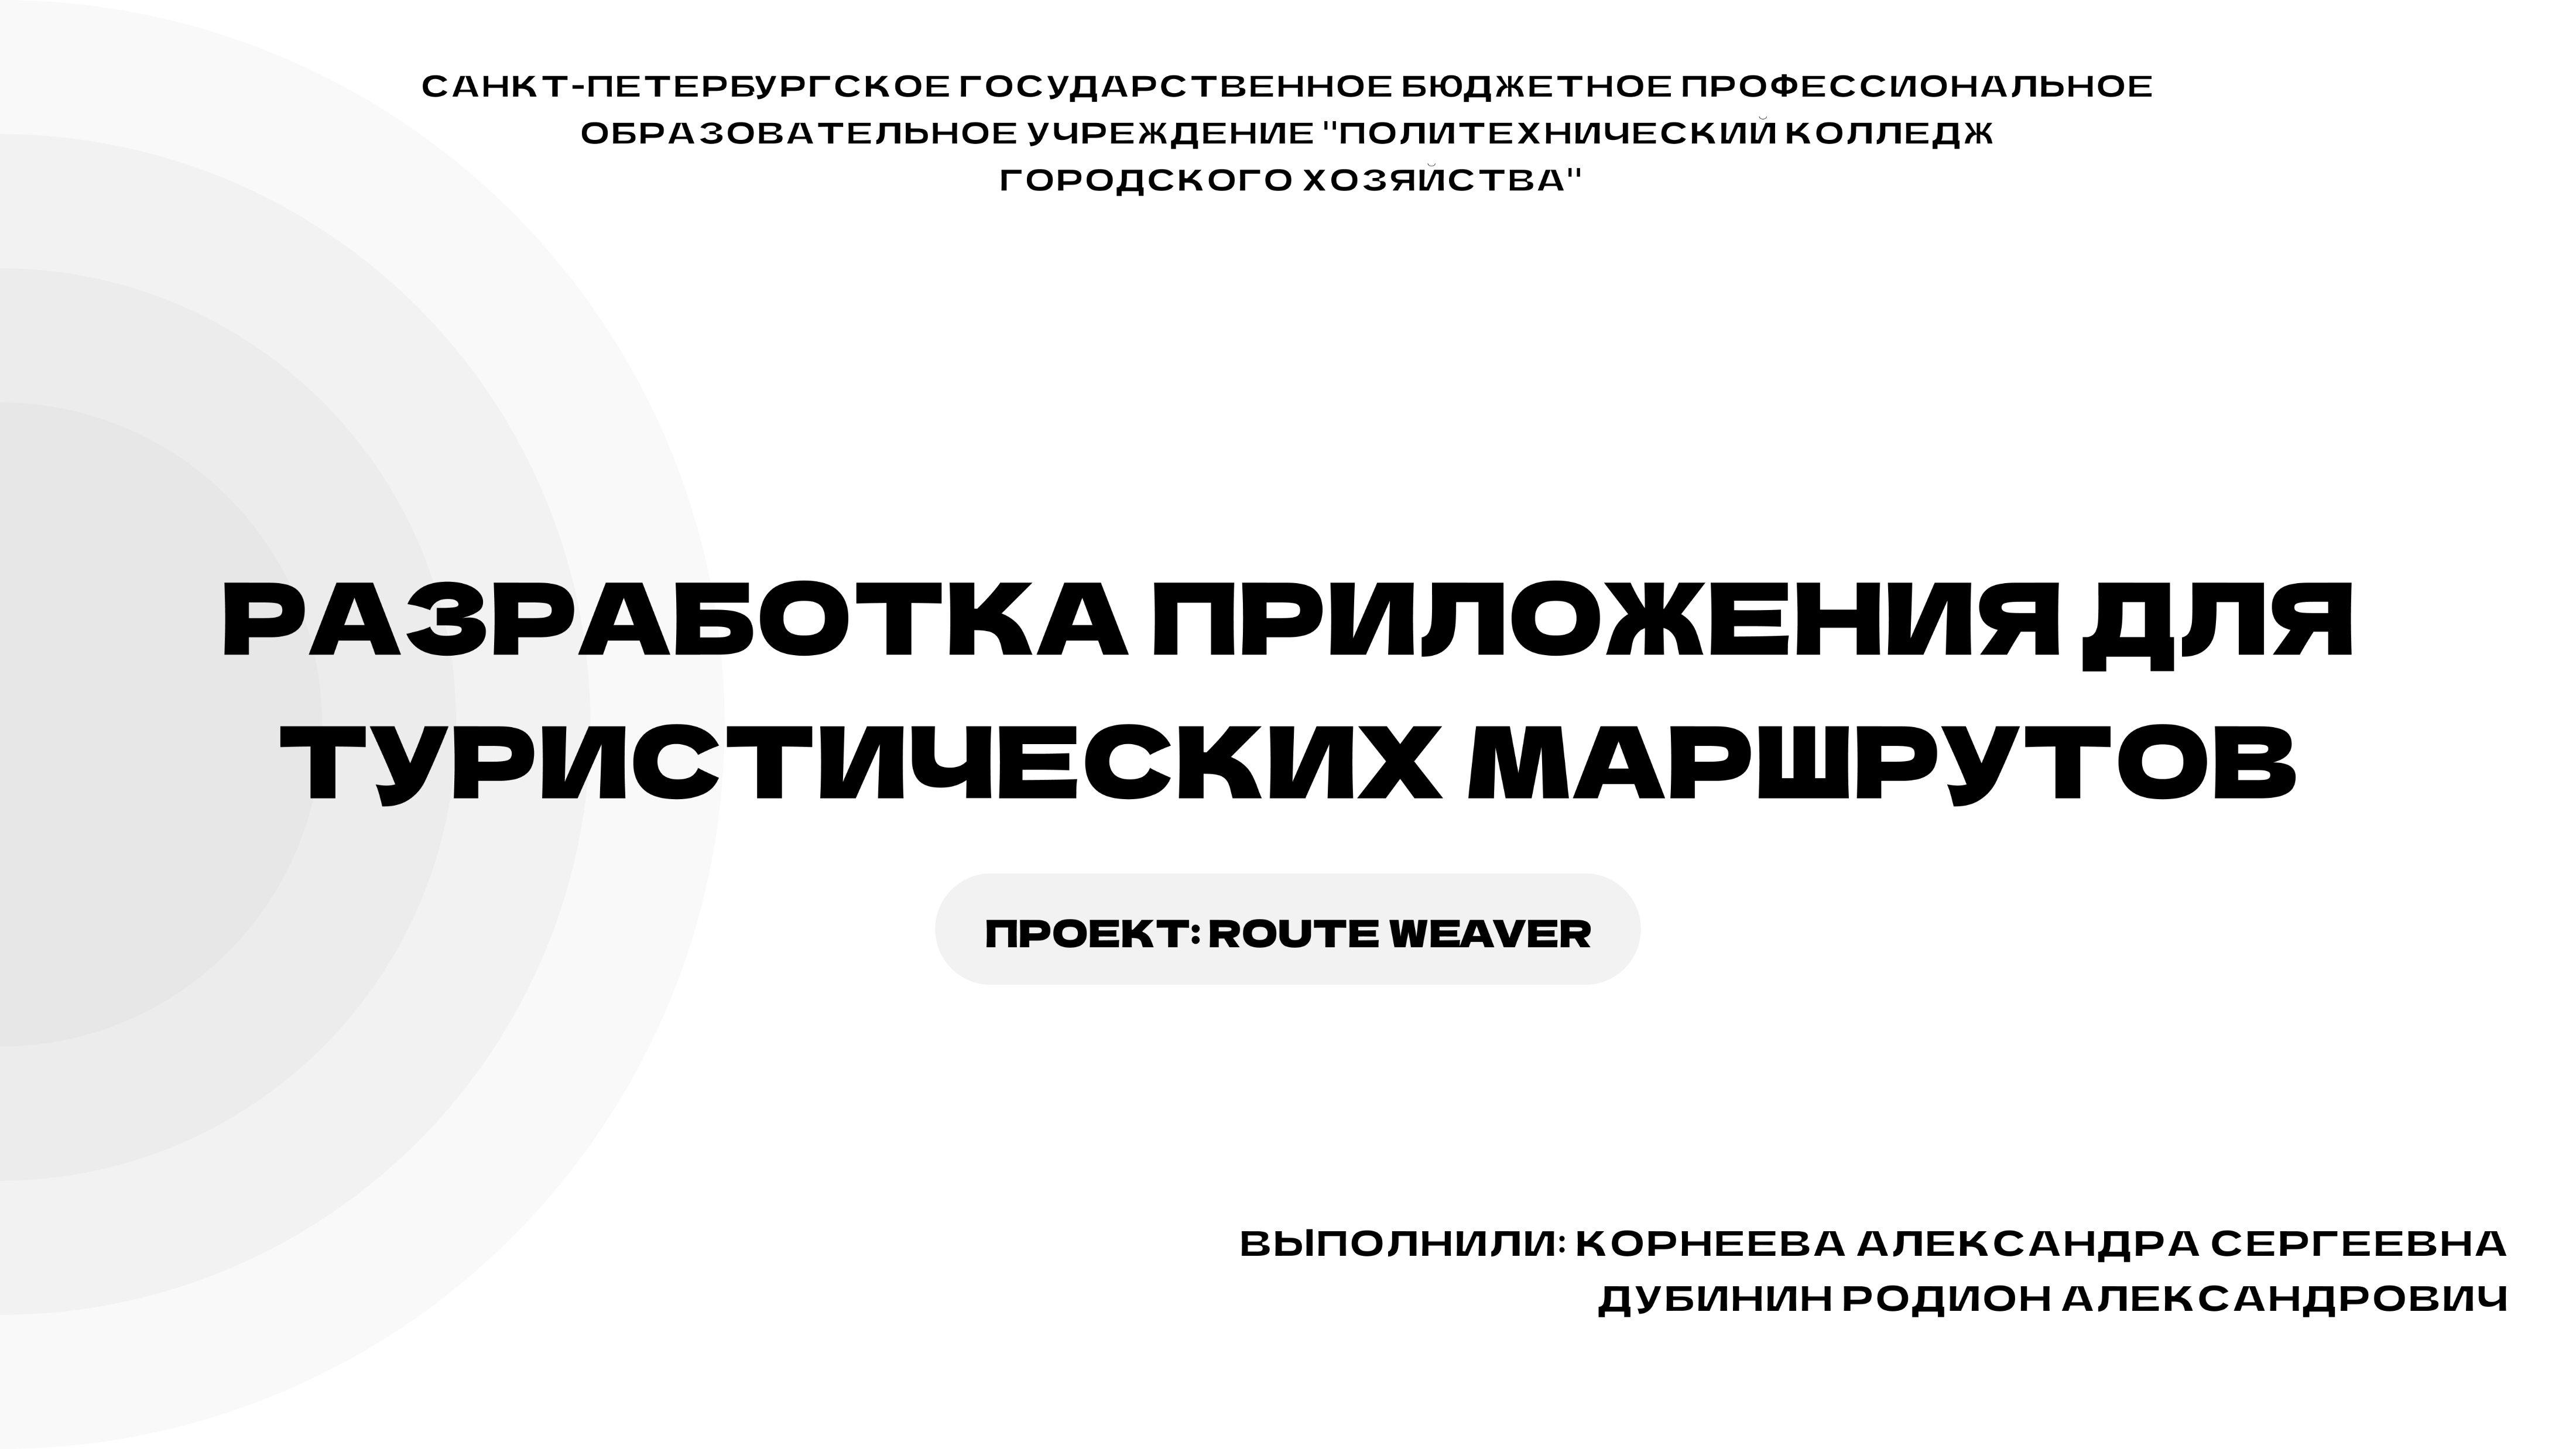 САНКТ-ПЕТЕРБУРГСКОЕ ГОСУДАРСТВЕННОЕ БЮДЖЕТНОЕ ПРОФЕССИОНАЛЬНОЕ
ОБРАЗОВАТЕЛЬНОЕ УЧРЕЖДЕНИЕ "ПОЛИТЕХНИЧЕСКИЙ КОЛЛЕДЖ
ГОРОДСКОГО ХОЗЯЙСТВА"
РАЗРАБОТКА ПРИЛОЖЕНИЯ ДЛЯ
ТУРИСТИЧЕСКИХ МАРШРУТОВ
ПРОЕКТ: ROUTE WEAVER
ВЫПОЛНИЛИ: КОРНЕЕВА АЛЕКСАНДРА СЕРГЕЕВНА
ДУБИНИН РОДИОН АЛЕКСАНДРОВИЧ